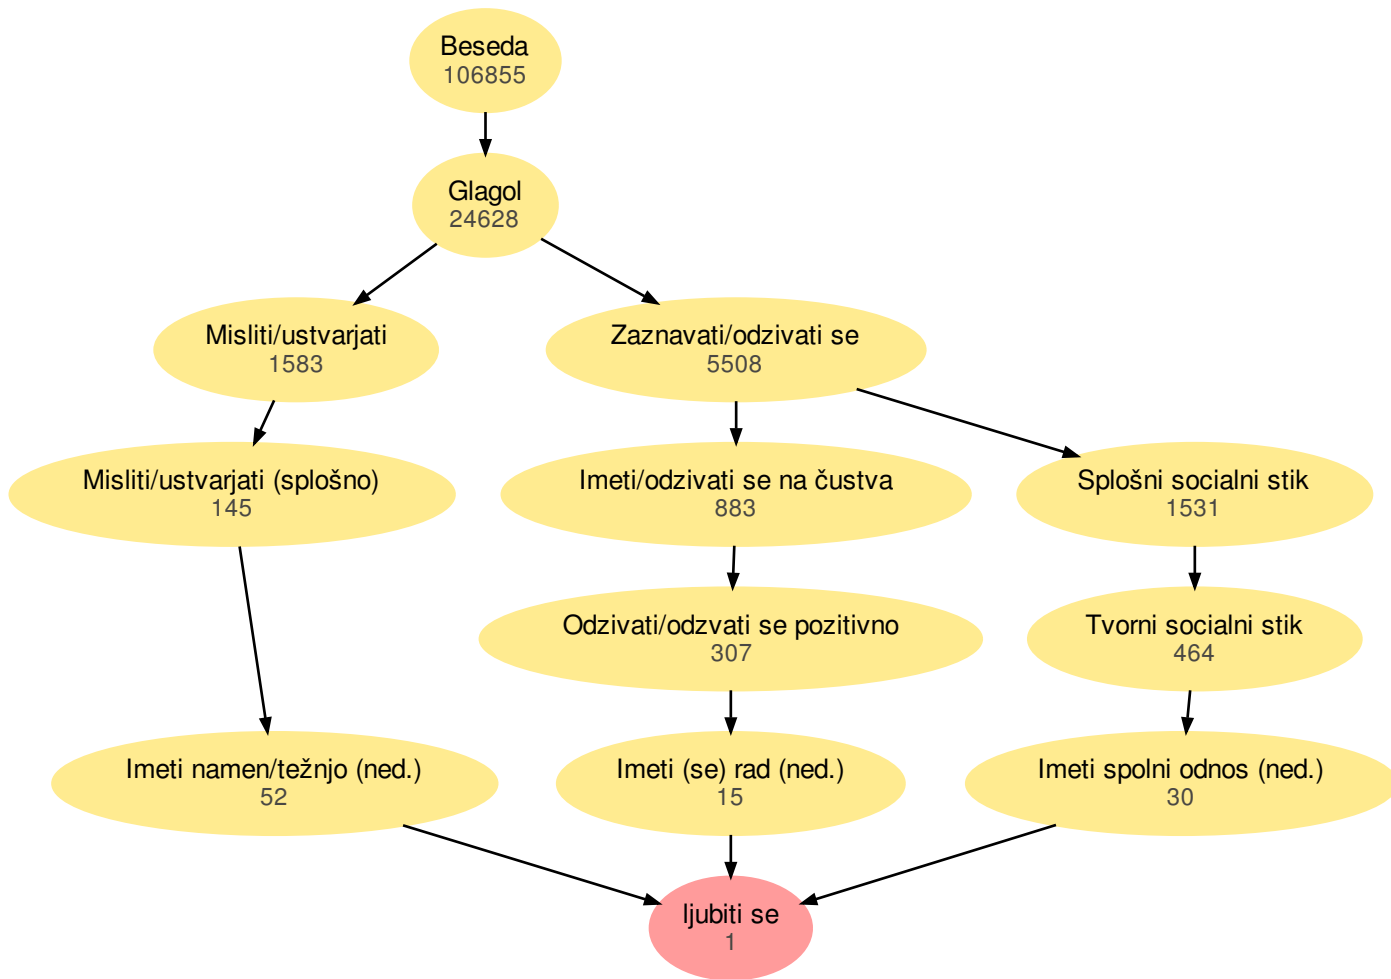 Beseda
106855
Glagol
24628
Misliti/ustvarjati
1583
Zaznavati/odzivati se
5508
Misliti/ustvarjati (splošno)
145
Imeti/odzivati se na čustva
883
Splošni socialni stik
1531
Odzivati/odzvati se pozitivno
307
Tvorni socialni stik
464
Imeti namen/težnjo (ned.)
52
Imeti (se) rad (ned.)
15
Imeti spolni odnos (ned.)
30
ljubiti se
1